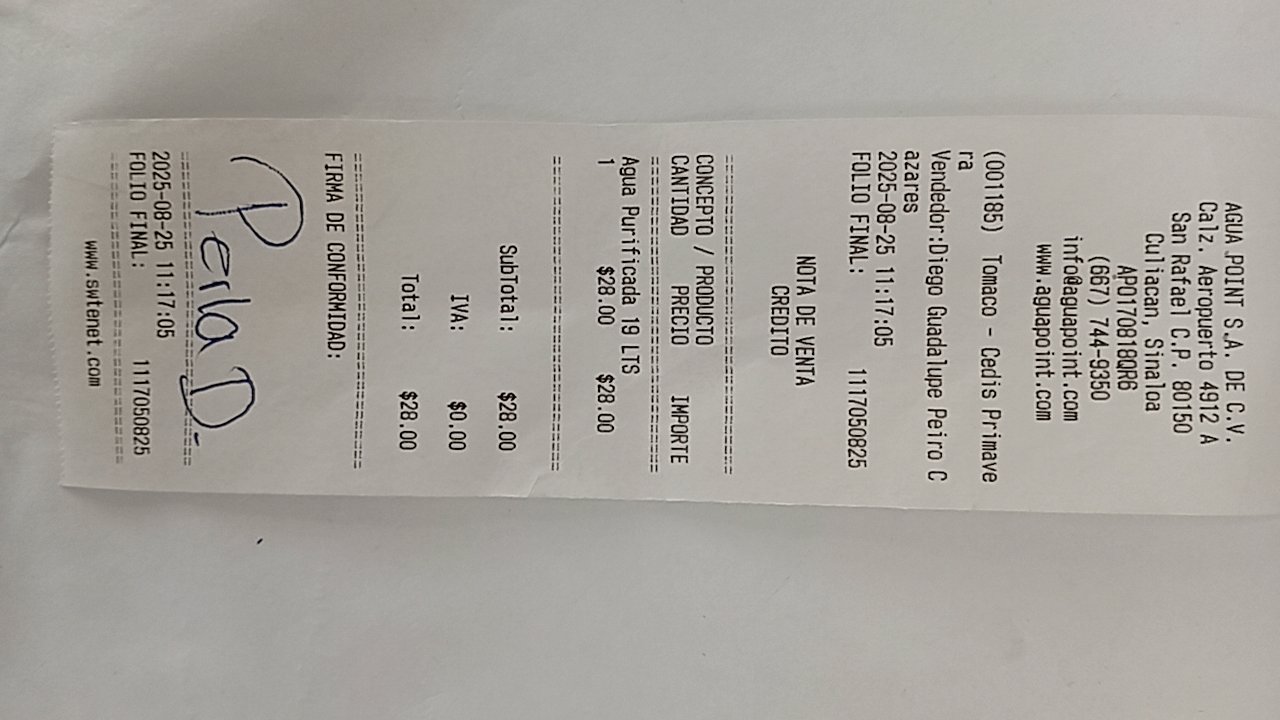 AGUA POINT S.A. DE C.V.
Calz. Aeropuerto 4912 A
San Rafael C.P. 80150
Culiacan, Sinaloa
APO170818QR6
(667) 744-9350
info@aguapoint.com
www.aguapoint.com
(001185) Tomaco - Cedis Primave
ra
Vendedor:Diego Guadalupe Peiro C
azares
2025-08-25 11:17:05
FOLIO FINAL: 1117050825
NOTA DE VENTA
CREDITO
CONCEPTO / PRODUCTO
CANTIDAD PRECIO IMPORTE
Agua Purificada 19 LTS
1 $28.00 $28.00
SubTotal: $28.00
IVA: $0.00
Total: $28.00
FIRMA DE CONFORMIDAD:
Perla D.
2025-08-25 11:17:05
FOLIO FINAL: 1117050825
www.swtenet.com